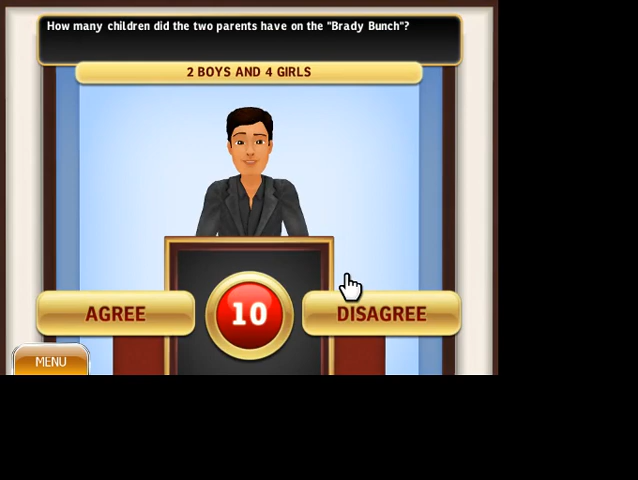 How many children did the two parents have on the "Brady Bunch"?
2 BOYS AND 4 GIRLS
AGREE
10
DISAGREE
MENU